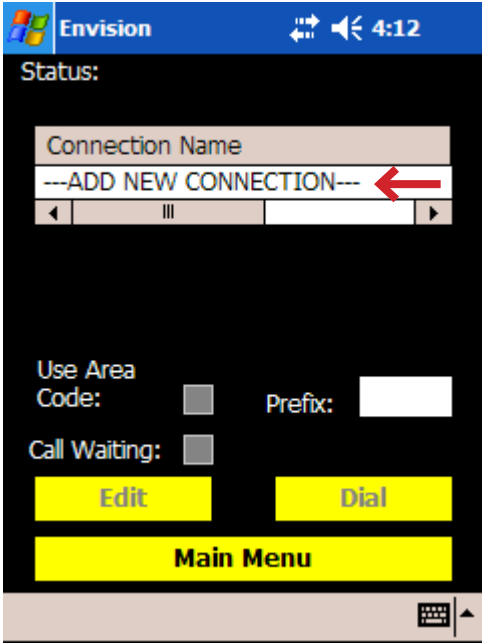 Envision 4:12
Status:
Connection Name
---ADD NEW CONNECTION---
Use Area
Code:
Prefix:
Call Waiting:
Edit Dial
Main Menu